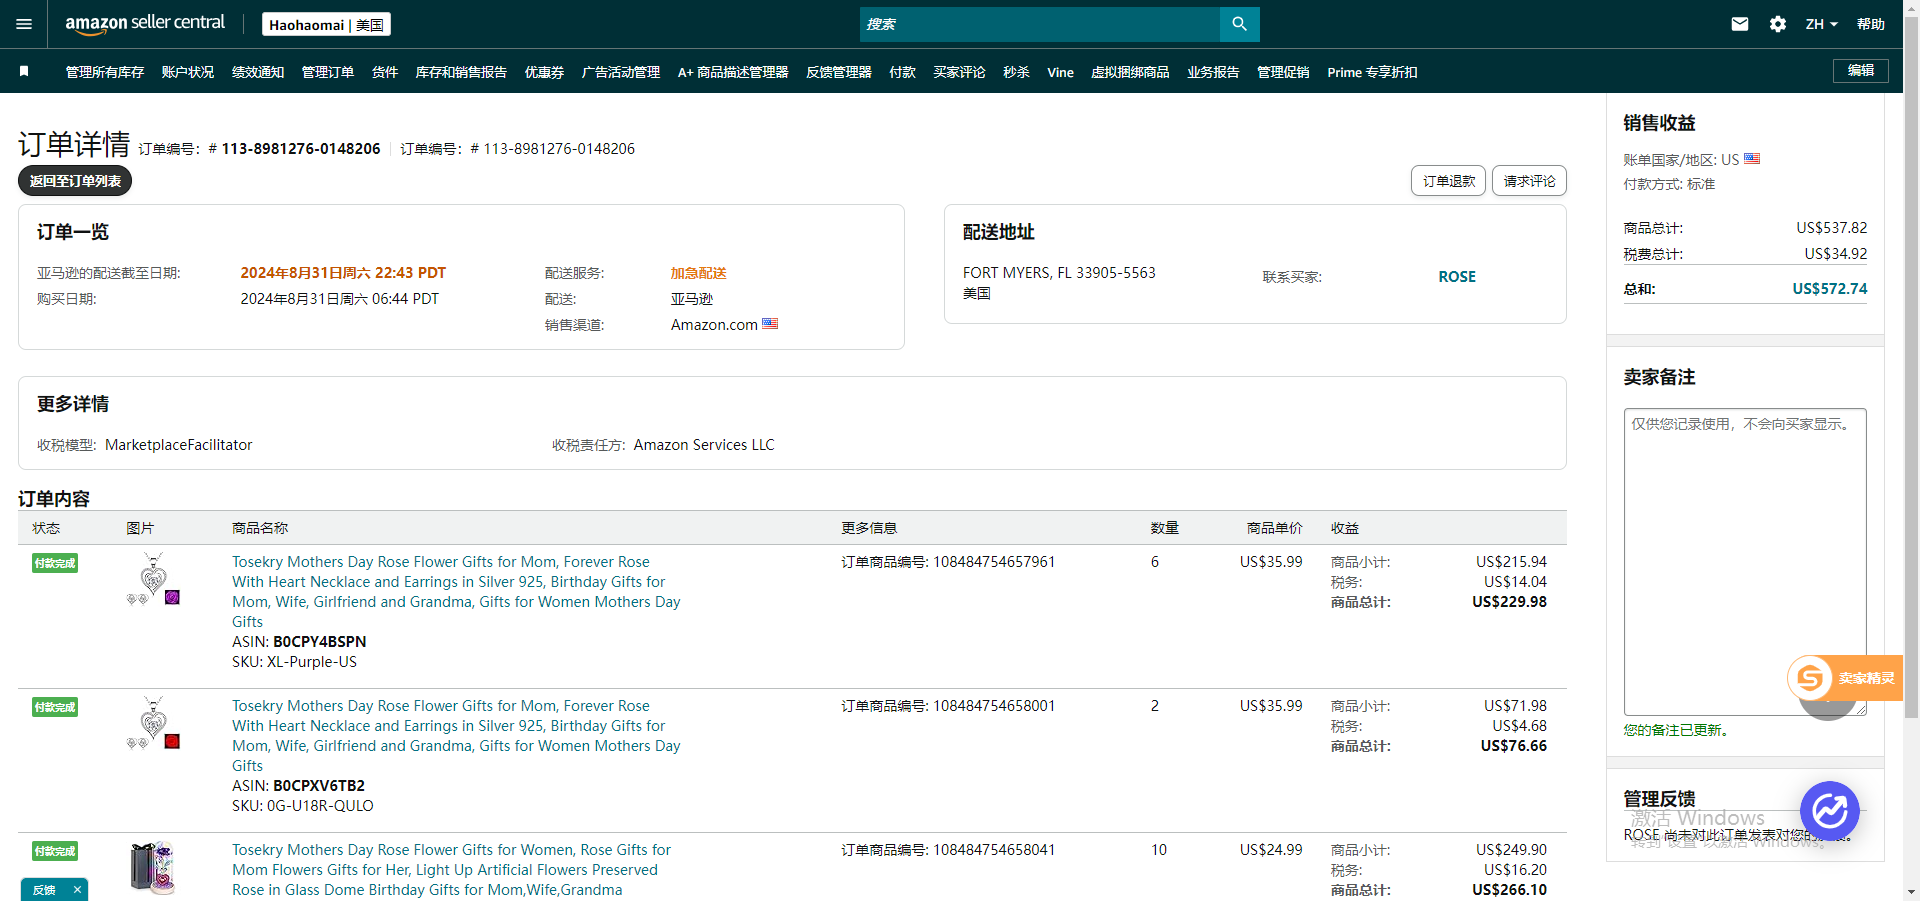 amazon seller central
Haohaomai | 美国
搜索
ZH
帮助
管理所有库存 账户状况 绩效通知 管理订单 货件 库存和销售报告 优惠券 广告活动管理 A+ 商品描述管理器 反馈管理器 付款 买家评论 秒杀 Vine 虚拟捆绑商品 业务报告 管理促销 Prime 专享折扣
编辑
订单详情 订单编号: # 113-8981276-0148206 订单编号: # 113-8981276-0148206
返回至订单列表
订单退款 请求评论
订单一览
亚马逊的配送截至日期: 2024年8月31日周六 22:43 PDT 配送服务: 加急配送
购买日期: 2024年8月31日周六 06:44 PDT 配送: 亚马逊
销售渠道: Amazon.com
配送地址
FORT MYERS, FL 33905-5563
美国
联系买家: ROSE
更多详情
收税模型: MarketplaceFacilitator 收税责任方: Amazon Services LLC
订单内容
状态 图片 商品名称 更多信息 数量 商品单价 收益
付款完成
Tosekry Mothers Day Rose Flower Gifts for Mom, Forever Rose
With Heart Necklace and Earrings in Silver 925, Birthday Gifts for
Mom, Wife, Girlfriend and Grandma, Gifts for Women Mothers Day
Gifts
ASIN: B0CPY4BSPN
SKU: XL-Purple-US
订单商品编号: 108484754657961 6 US$35.99
商品小计: US$215.94
税务: US$14.04
商品总计: US$229.98
付款完成
Tosekry Mothers Day Rose Flower Gifts for Mom, Forever Rose
With Heart Necklace and Earrings in Silver 925, Birthday Gifts for
Mom, Wife, Girlfriend and Grandma, Gifts for Women Mothers Day
Gifts
ASIN: B0CPXV6TB2
SKU: 0G-U18R-QULO
订单商品编号: 108484754658001 2 US$35.99
商品小计: US$71.98
税务: US$4.68
商品总计: US$76.66
付款完成
Tosekry Mothers Day Rose Flower Gifts for Women, Rose Gifts for
Mom Flowers Gifts for Her, Light Up Artificial Flowers Preserved
Rose in Glass Dome Birthday Gifts for Mom,Wife,Grandma
订单商品编号: 108484754658041 10 US$24.99
商品小计: US$249.90
税务: US$16.20
商品总计: US$266.10
反馈 ×
销售收益
账单国家/地区: US
付款方式: 标准
商品总计: US$537.82
税费总计: US$34.92
总和: US$572.74
卖家备注
仅供您记录使用，不会向买家显示。
卖家精灵
您的备注已更新。
管理反馈
激活 Windows
ROSE 尚未对此订单发表对您的
转到"设置"以激活 Windows。